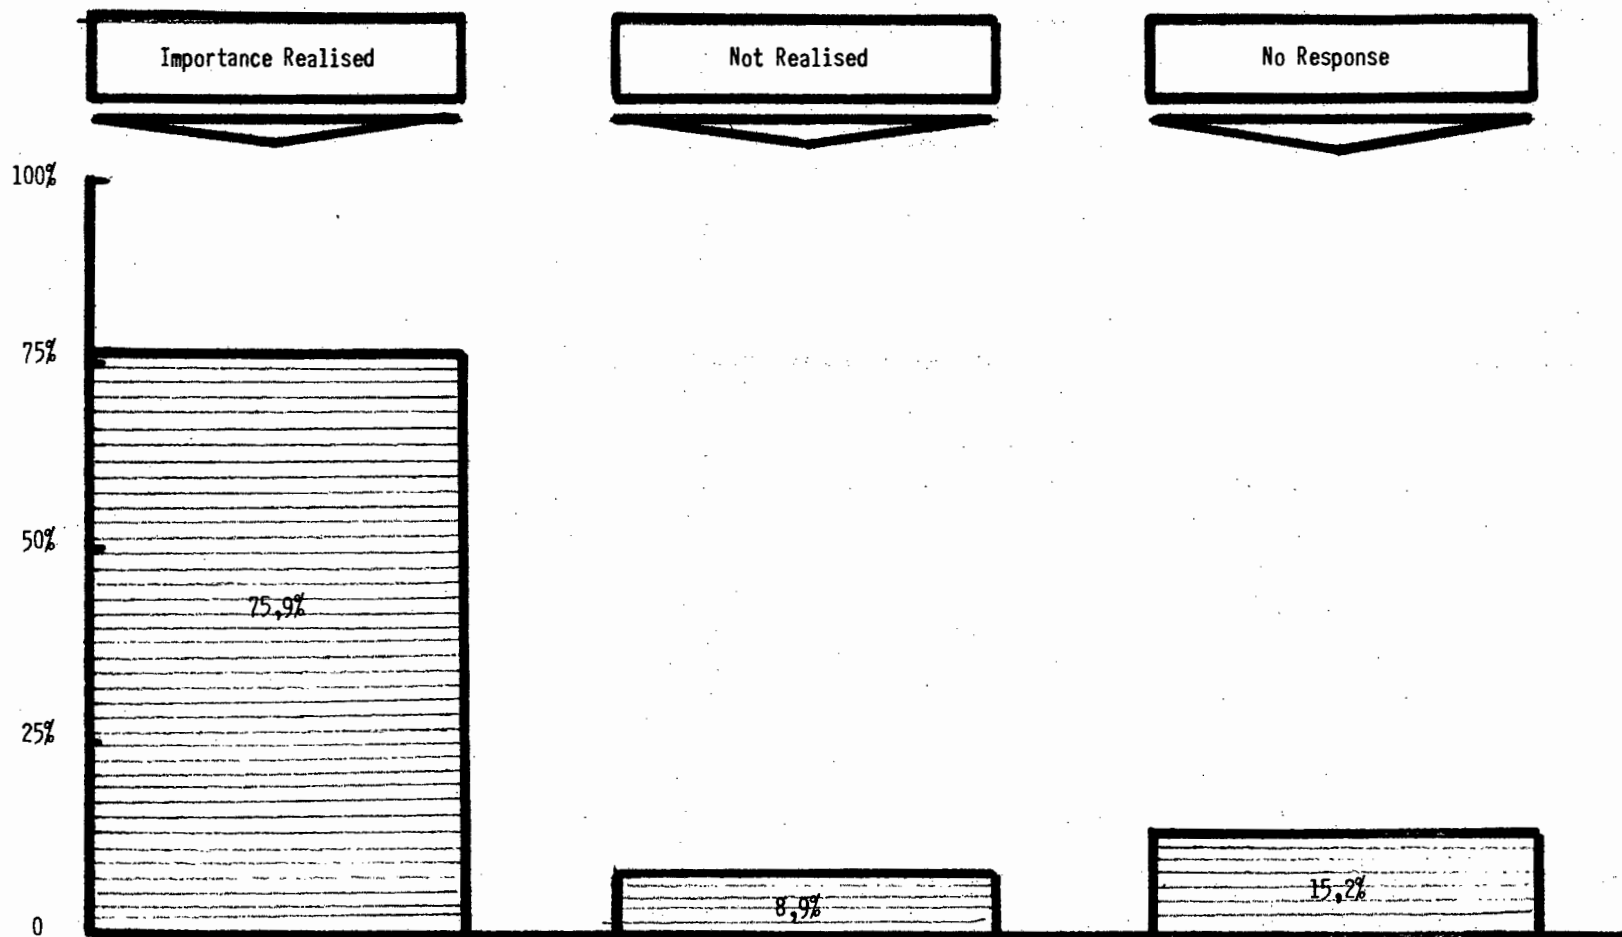 Importance Realised
Not Realised
No Response
100%
75%
50%
75,9%
25%
15,2%
8,9%
0